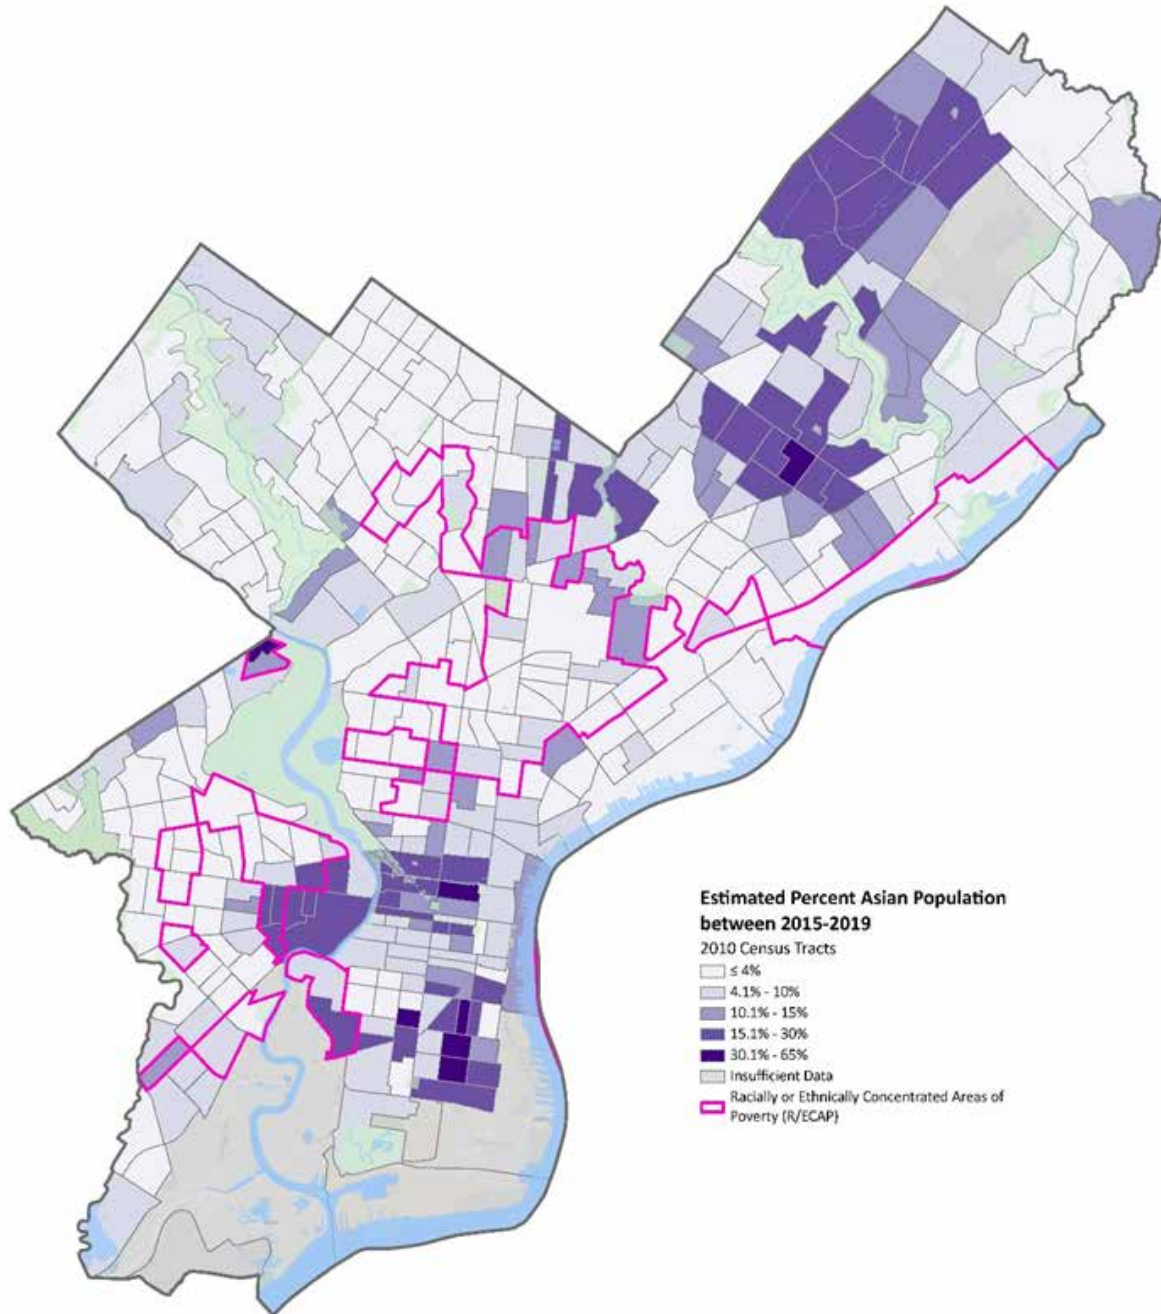 Estimated Percent Asian Population
between 2015-2019
2010 Census Tracts
≤ 4%
4.1% - 10%
10.1% - 15%
15.1% - 30%
30.1% - 65%
Insufficient Data
Racially or Ethnically Concentrated Areas of
Poverty (R/ECAP)